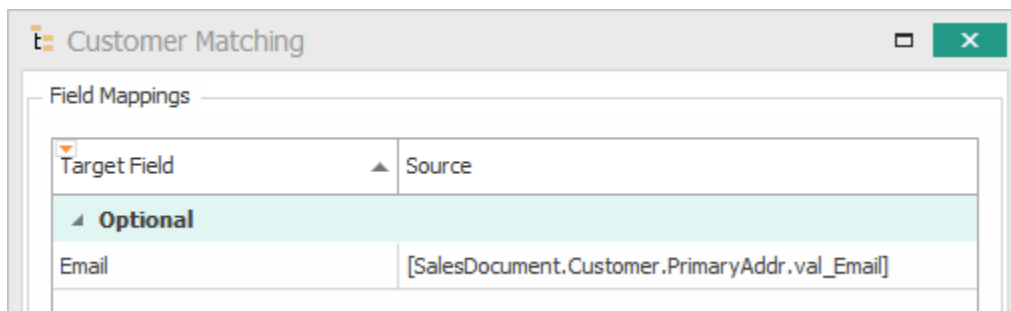 Customer Matching
Field Mappings
Target Field Source
Optional
Email [SalesDocument.Customer.PrimaryAddr.val_Email]